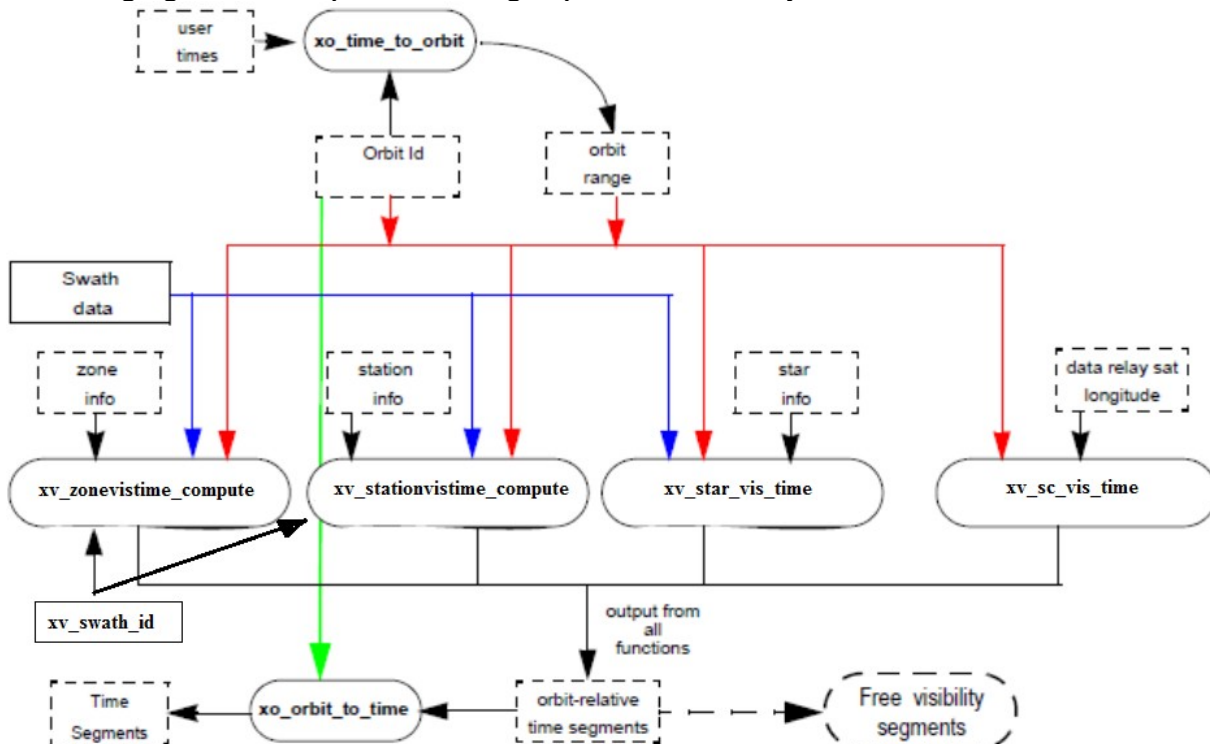 user
times
xo_time_to_orbit
Orbit Id
orbit
range
Swath
data
zone
info
station
info
star
info
data relay sat
longitude
xv_zonevistime_compute
xv_stationvistime_compute
xv_star_vis_time
xv_sc_vis_time
xv_swath_id
output from
all
functions
Time
Segments
xo_orbit_to_time
orbit-relative
time segments
Free visibility
segments